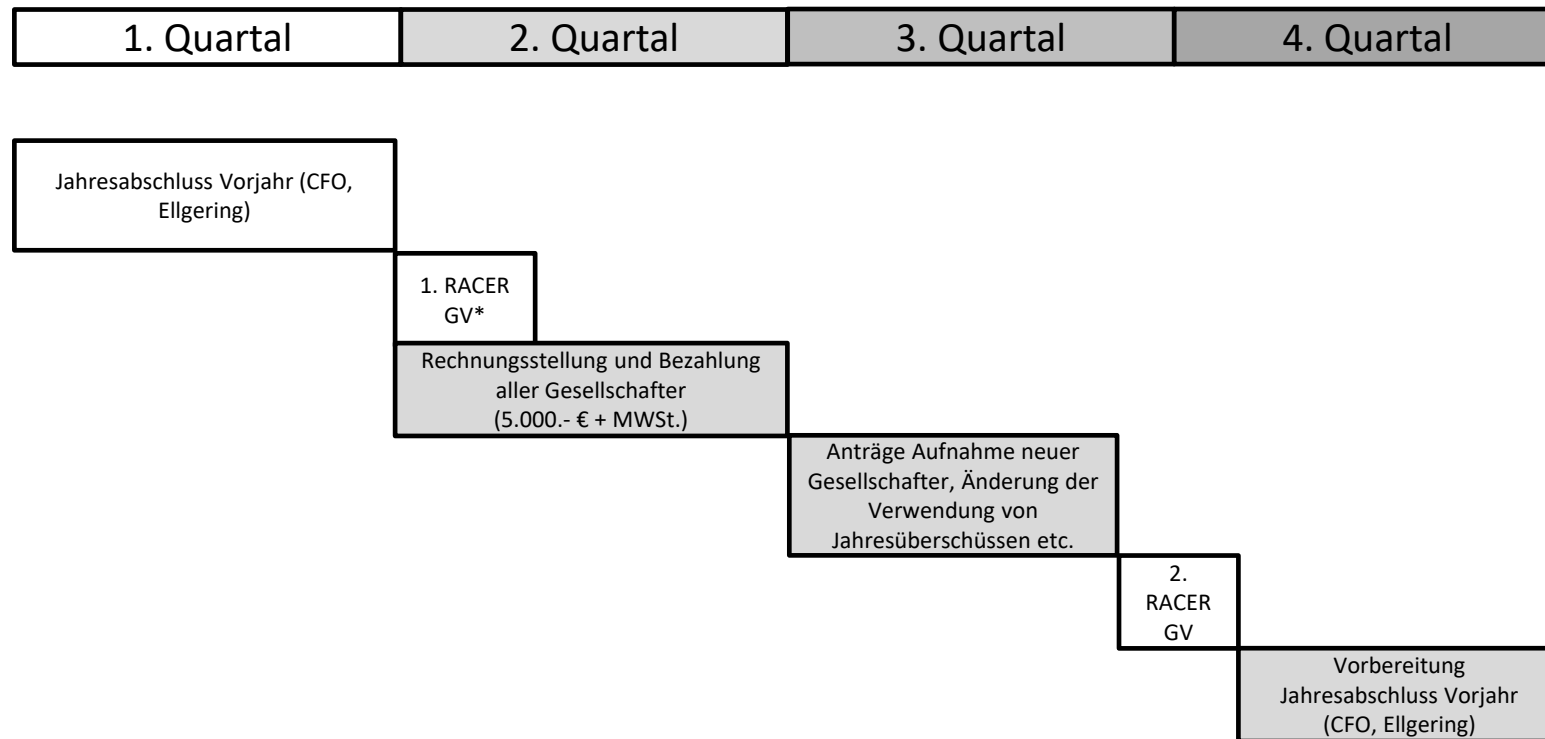 1. Quartal
2. Quartal
3. Quartal
4. Quartal
Jahresabschluss Vorjahr (CFO,
Ellgering)
1. RACER
GV*
Rechnungsstellung und Bezahlung
aller Gesellschafter
(5.000.- € + MWSt.)
Anträge Aufnahme neuer
Gesellschafter, Änderung der
Verwendung von
Jahresüberschüssen etc.
2.
RACER
GV
Vorbereitung
Jahresabschluss Vorjahr
(CFO, Ellgering)